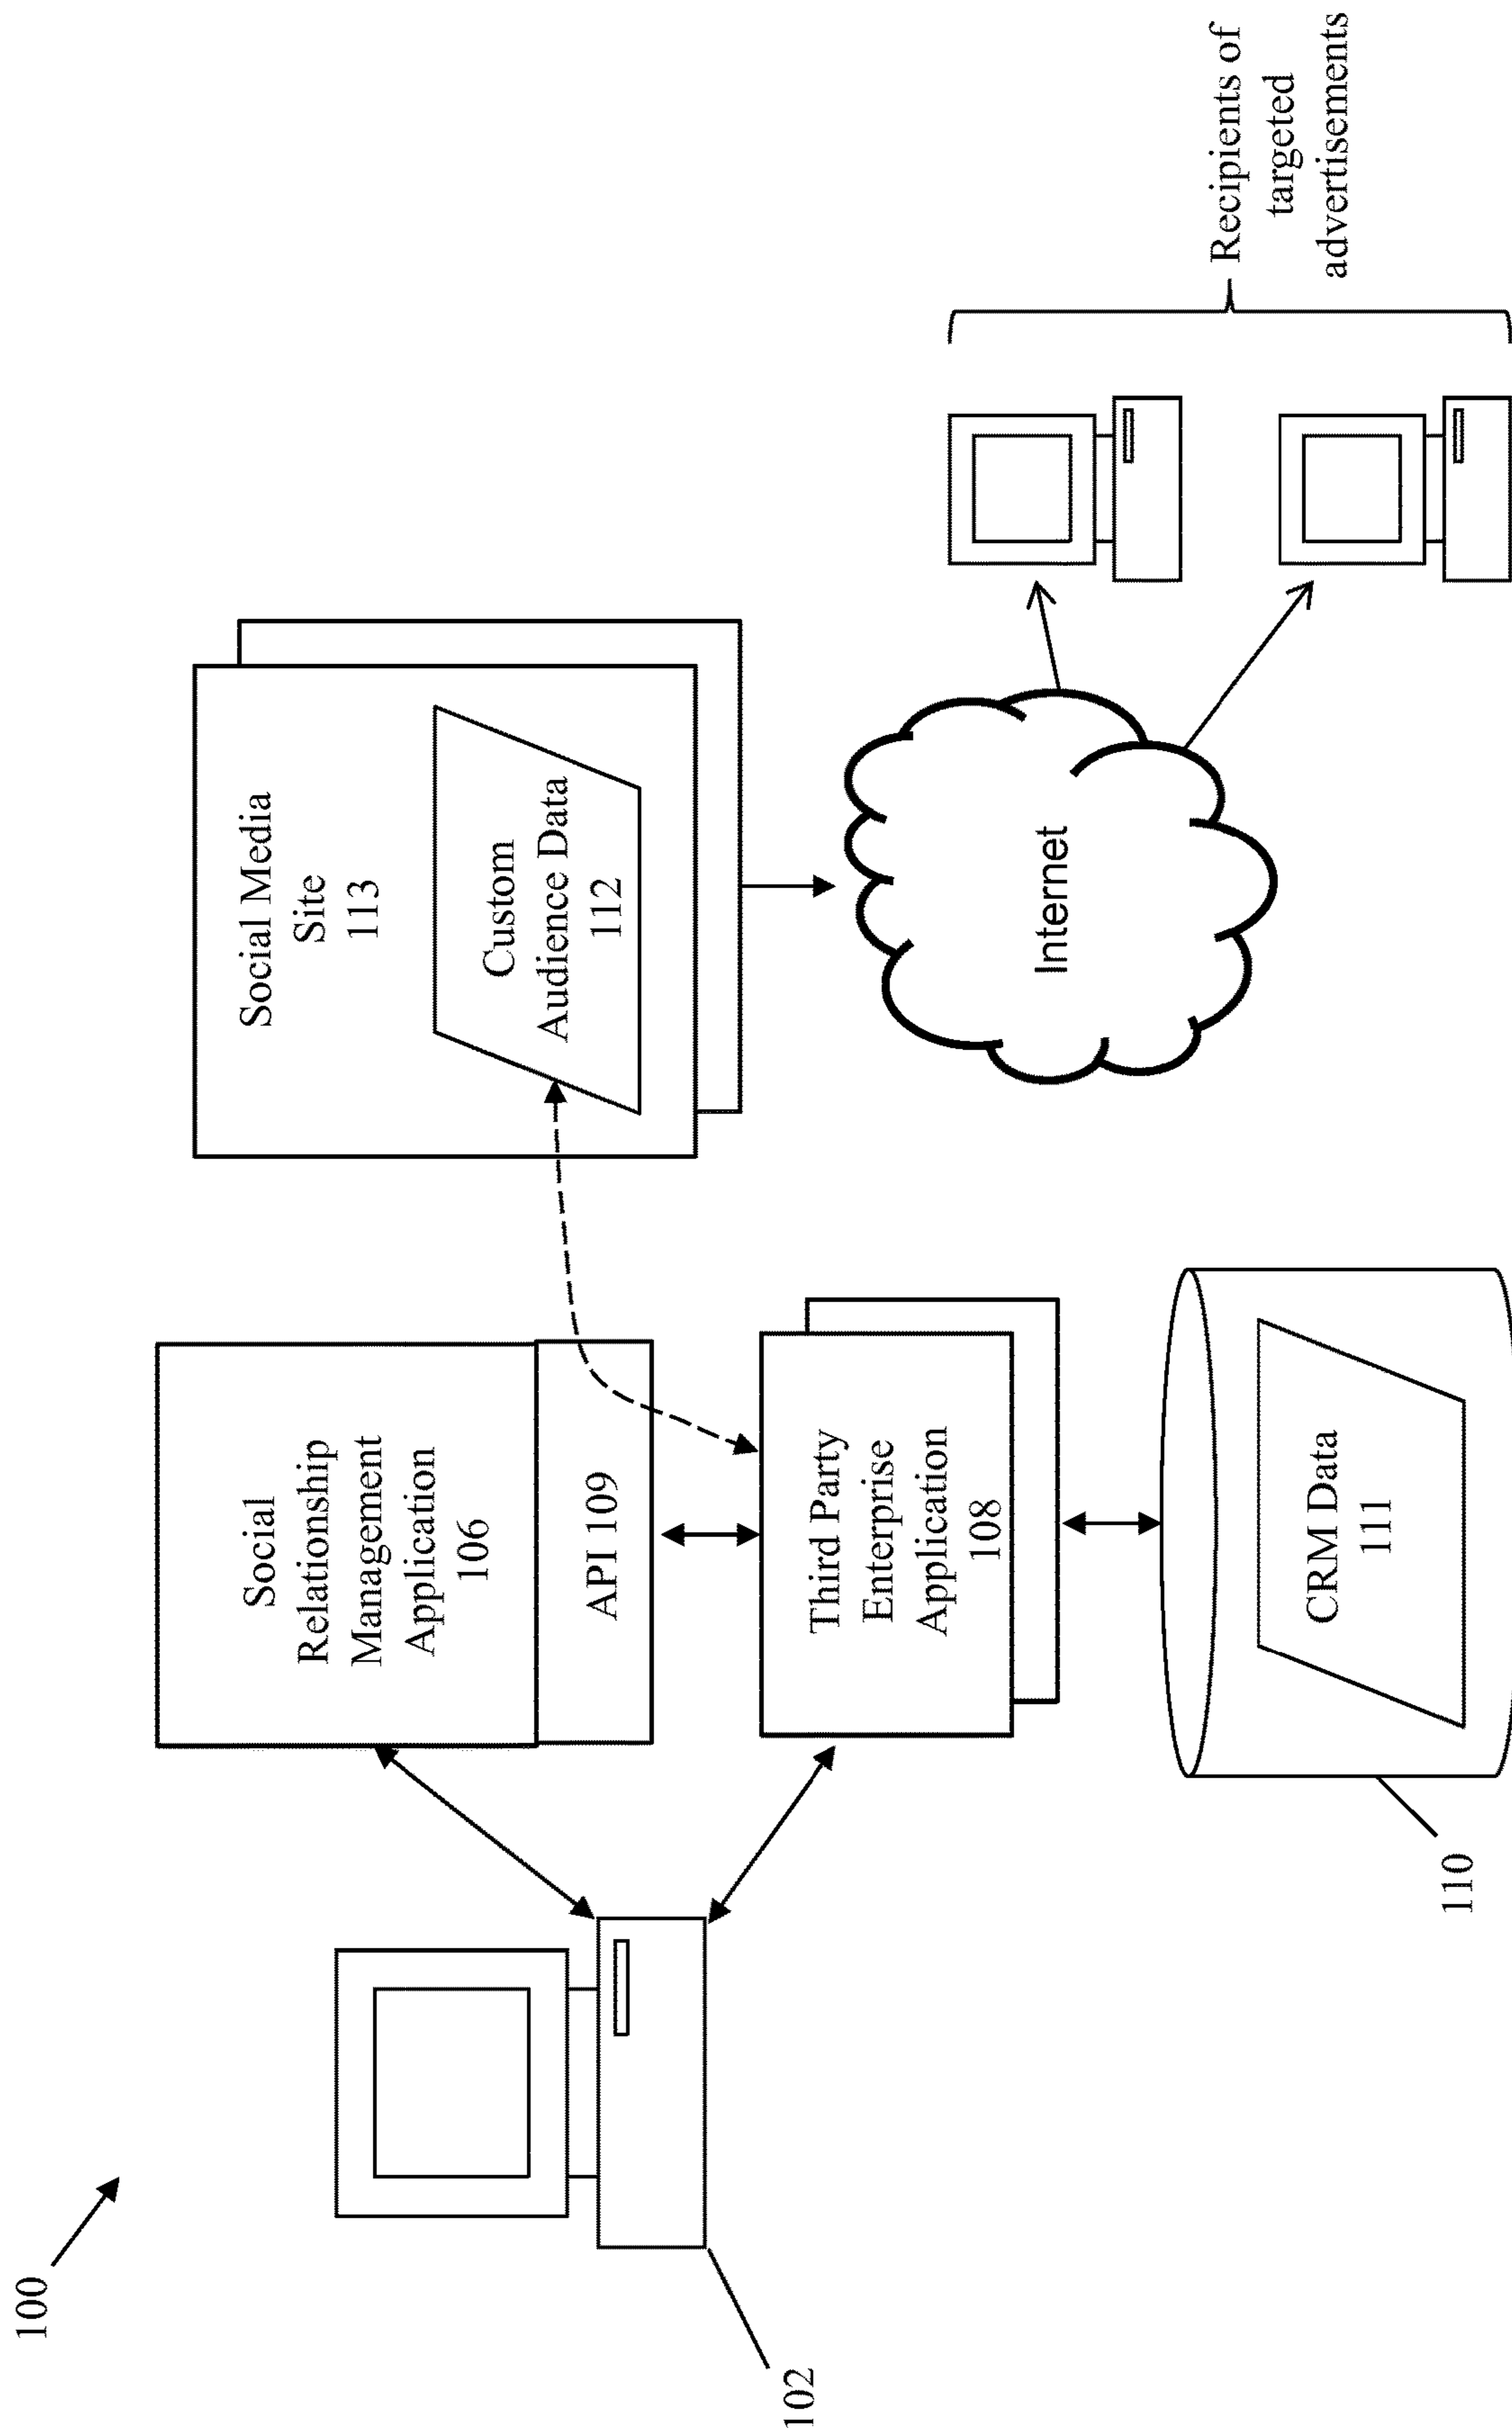 100
102
Social
Relationship
Management
Application
106
API 109
Third Party
Enterprise
Application
108
CRM Data
111
110
Social Media
Site
113
Custom
Audience Data
112
Internet
Recipients of
targeted
advertisements